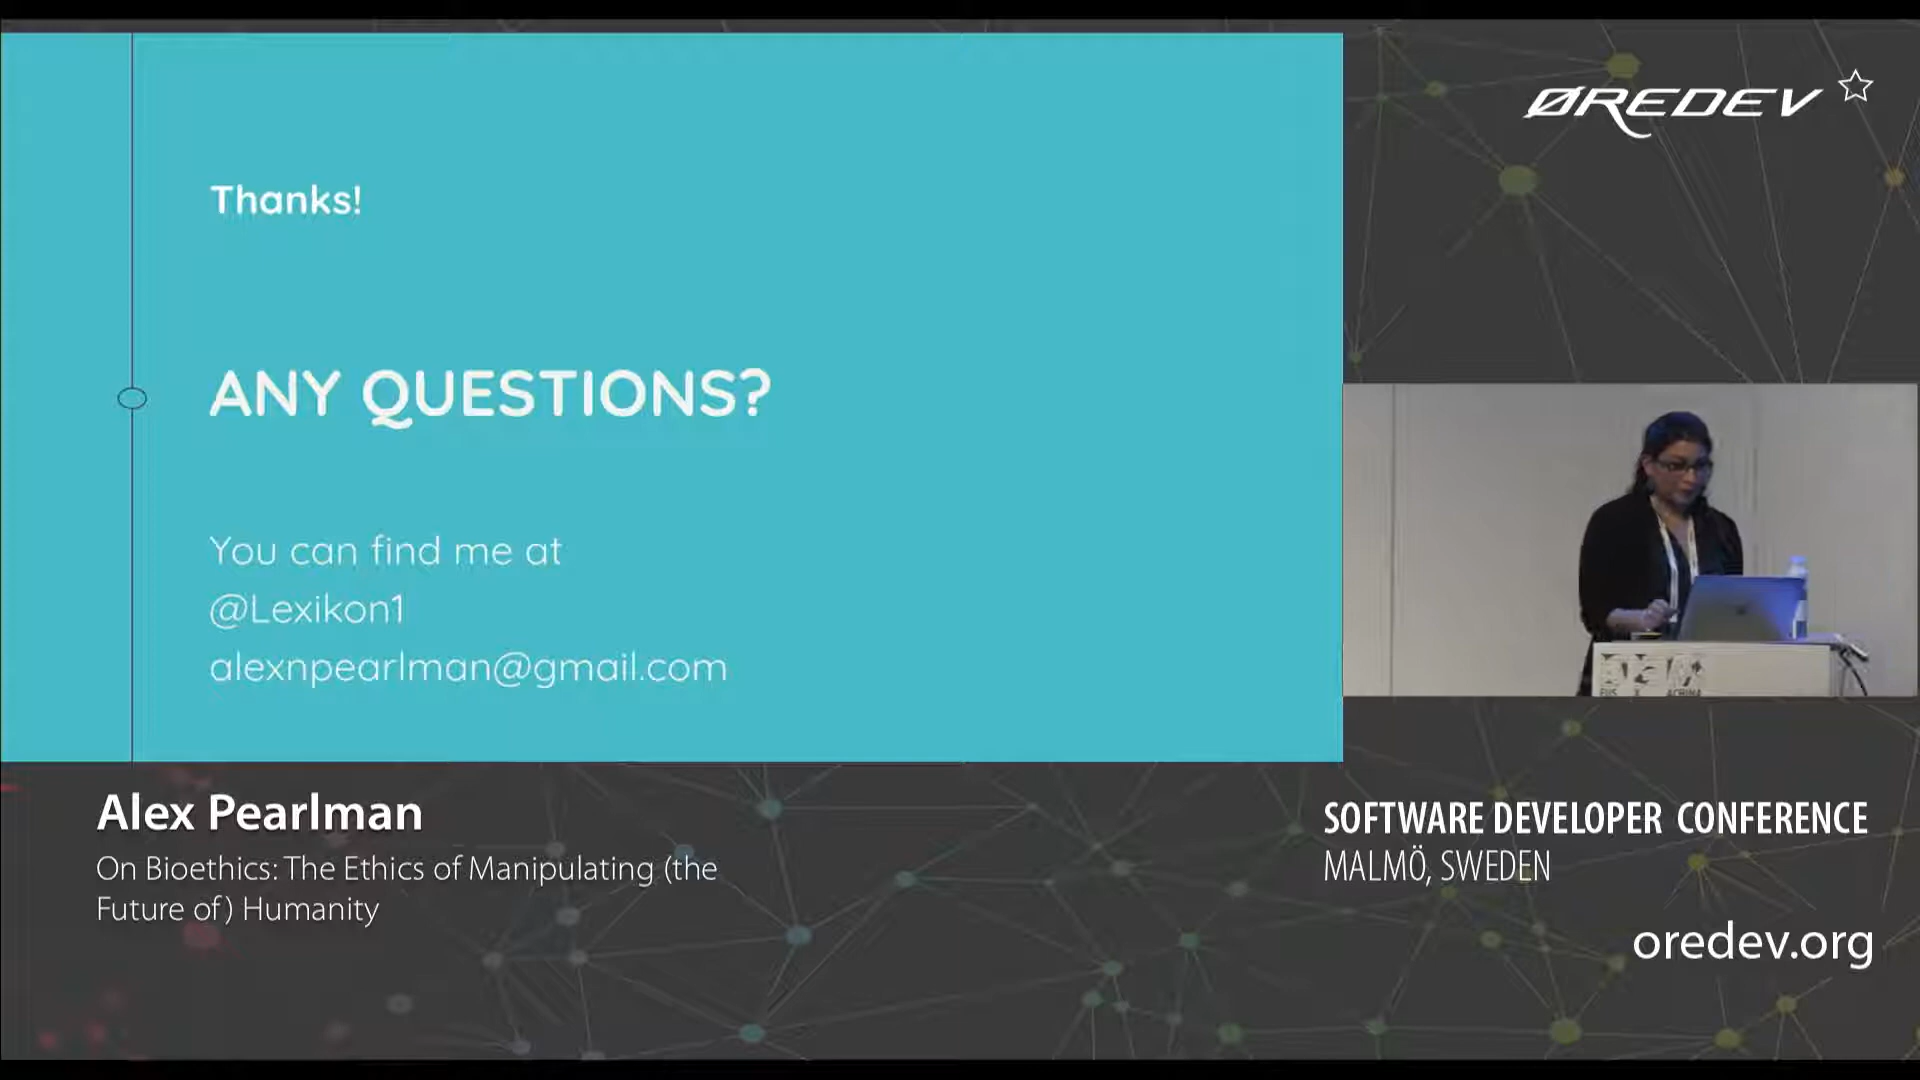 Thanks!
ANY QUESTIONS?
You can find me at
@Lexikon1
alexnpearlman@gmail.com
ØREDEV
Alex Pearlman
On Bioethics: The Ethics of Manipulating (the
Future of) Humanity
SOFTWARE DEVELOPER CONFERENCE
MALMÖ, SWEDEN
oredev.org